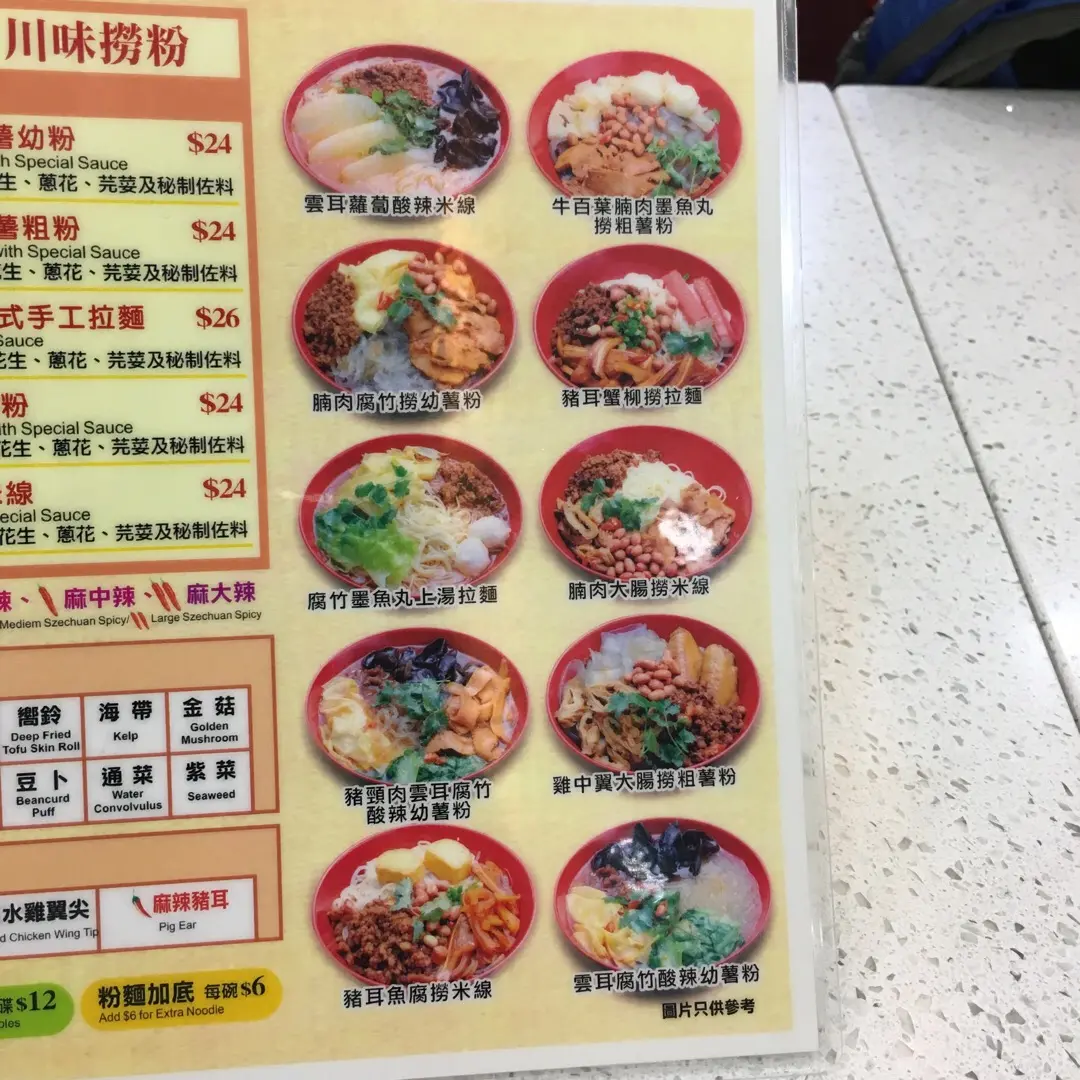 川味撈粉
薯幼粉 $24
th Special Sauce
生、蔥花、芫荽及秘制佐料
薯粗粉 $24
with Special Sauce
花生、蔥花、芫荽及秘制佐料
式手工拉麵 $26
Sauce
花生、蔥花、芫荽及秘制佐料
粉 $24
ith Special Sauce
花生、蔥花、芫荽及秘制佐料
線 $24
ecial Sauce
花生、蔥花、芫荽及秘制佐料
辣、麻中辣、麻大辣
Mediem Szechuan Spicy/ Large Szechuan Spicy
嚮鈴
Deep Fried
Tofu Skin Roll
海帶
Kelp
金菇
Golden
Mushroom
豆卜
Beancurd
Puff
通菜
Water
Convolvulus
紫菜
Seaweed
水雞翼尖
d Chicken Wing Tip
麻辣豬耳
Pig Ear
碟$12
bles
粉麵加底 每碗$6
Add $6 for Extra Noodle
雲耳蘿蔔酸辣米線
牛百葉腩肉墨魚丸
撈粗薯粉
腩肉腐竹撈幼薯粉
豬耳蟹柳撈拉麵
腐竹墨魚丸上湯拉麵
腩肉大腸撈米線
豬頸肉雲耳腐竹
酸辣幼薯粉
雞中翼大腸撈粗薯粉
豬耳魚腐撈米線
雲耳腐竹酸辣幼薯粉
圖片只供參考